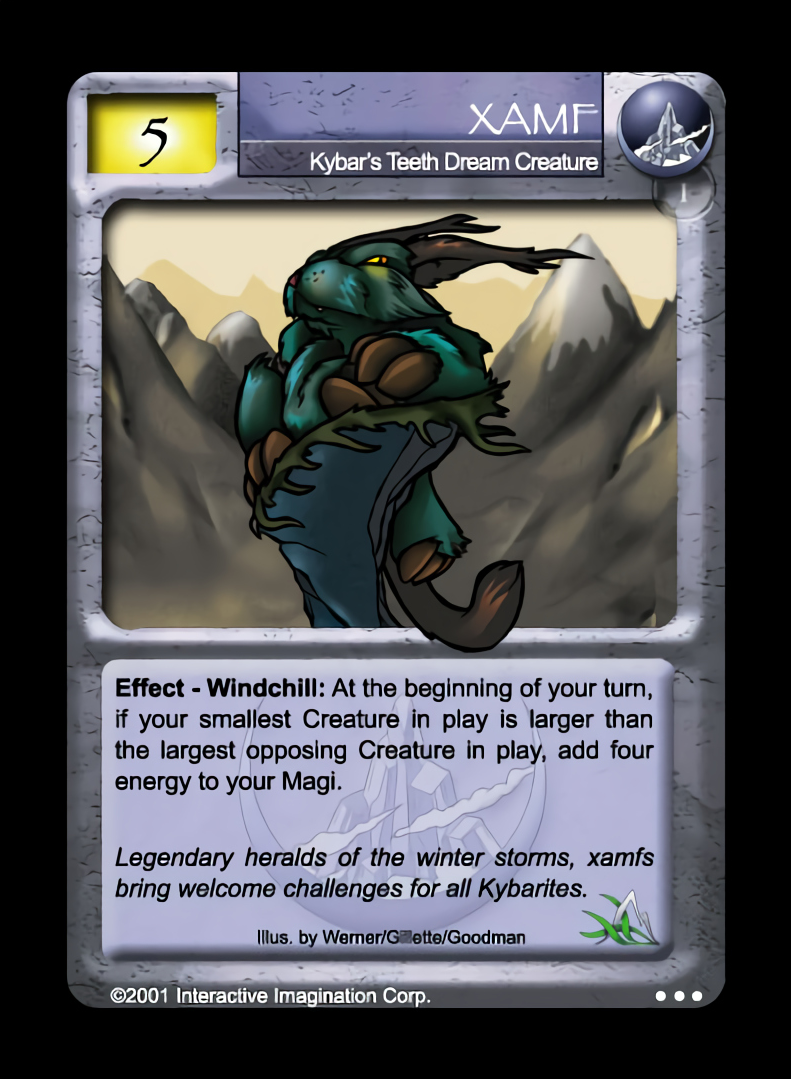 5
XAMF
Kybar's Teeth Dream Creature
1
Effect - Windchill: At the beginning of your turn,
if your smallest Creature in play is larger than
the largest opposing Creature in play, add four
energy to your Magi.
Legendary heralds of the winter storms, xamfs
bring welcome challenges for all Kybarites.
Illus. by
©2001 Interactive Imagination Corp.